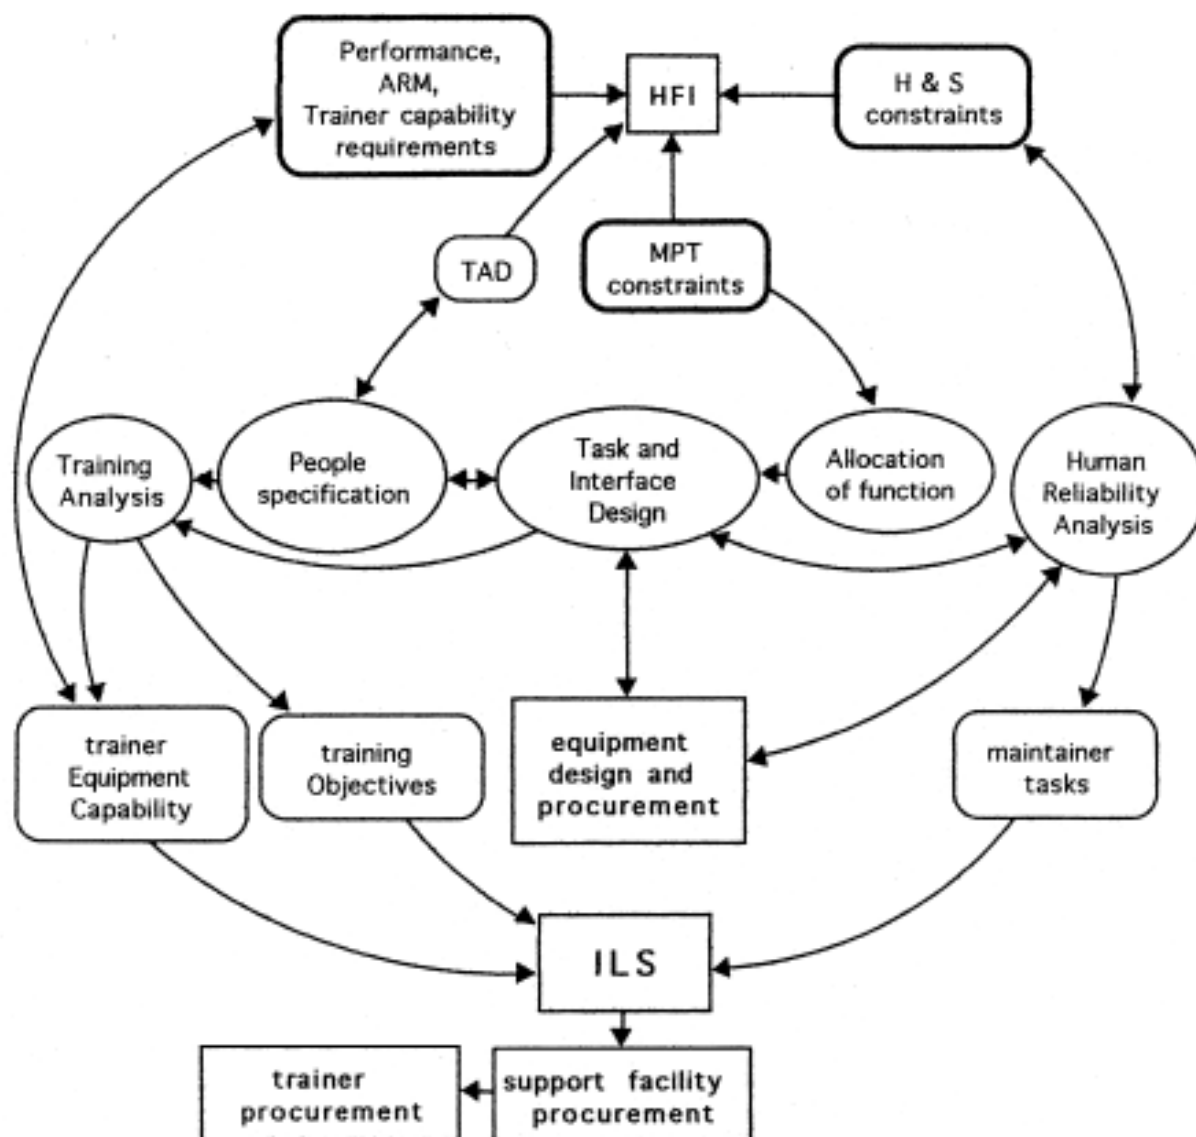 Performance,
ARM,
Trainer capability
requirements
HFI
H & S
constraints
TAD
MPT
constraints
Training
Analysis
People
specification
Task and
Interface
Design
Allocation
of function
Human
Reliability
Analysis
trainer
Equipment
Capability
training
Objectives
equipment
design and
procurement
maintainer
tasks
ILS
trainer
procurement
support facility
procurement